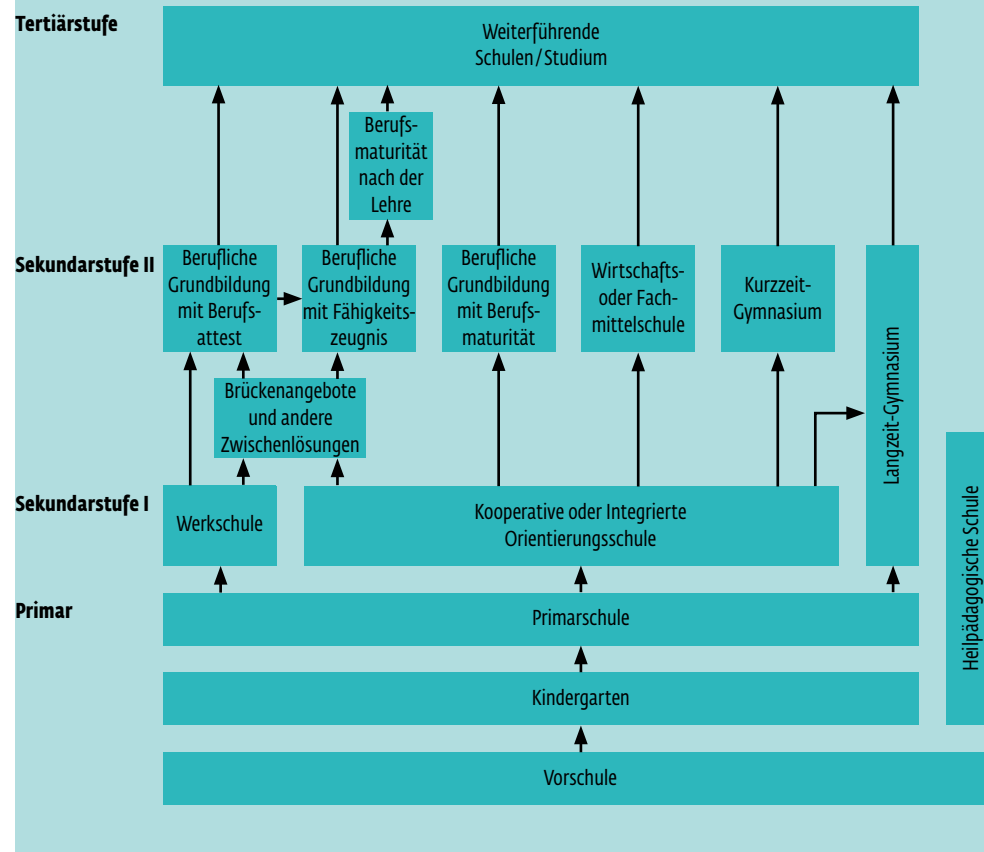 Tertiärstufe
Weiterführende
Schulen / Studium
Berufs-
maturität
nach der
Lehre
Sekundarstufe II
Berufliche
Grundbildung
mit Berufs-
attest
Berufliche
Grundbildung
mit Fähigkeits-
zeugnis
Berufliche
Grundbildung
mit Berufs-
maturität
Wirtschafts-
oder Fach-
mittelschule
Kurzzeit-
Gymnasium
Langzeit-Gymnasium
Brückenangebote
und andere
Zwischenlösungen
Sekundarstufe I
Werkschule
Kooperative oder Integrierte
Orientierungsschule
Heilpädagogische Schule
Primar
Primarschule
Kindergarten
Vorschule